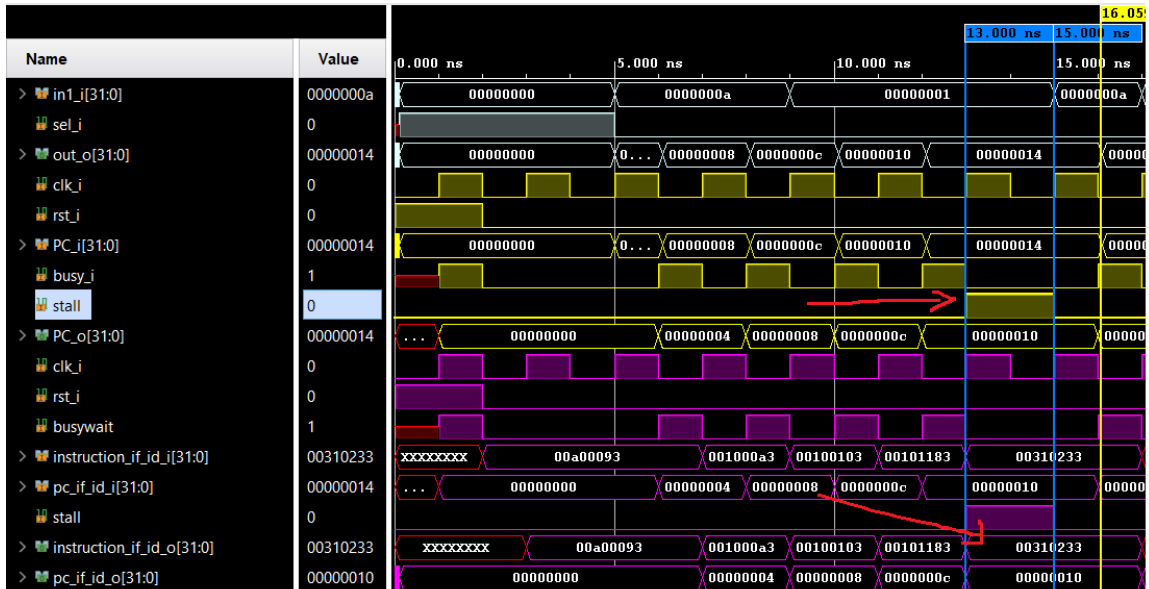 16.059
13.000 ns 15.000 ns
Name Value 0.000 ns 5.000 ns 10.000 ns 15.000 ns
in1_i[31:0] 0000000a 00000000 0000000a 00000001 0000000a
sel_i 0
out_o[31:0] 00000014 00000000 0... 00000008 0000000c 00000010 00000014 00000
clk_i 0
rst_i 0
PC_i[31:0] 00000014 00000000 0... 00000008 0000000c 00000010 00000014 00000
busy_i 1
stall 0
PC_o[31:0] 00000014 ... 00000000 00000004 00000008 0000000c 00000010 00000
clk_i 0
rst_i 0
busywait 1
instruction_if_id_i[31:0] 00310233 XXXXXXXX 00a00093 001000a3 00100103 00101183 00310233
pc_if_id_i[31:0] 00000014 ... 00000000 00000004 00000008 0000000c 00000010 00000
stall 0
instruction_if_id_o[31:0] 00310233 XXXXXXXX 00a00093 001000a3 00100103 00101183 00310233
pc_if_id_o[31:0] 00000010 00000000 00000004 00000008 0000000c 00000010